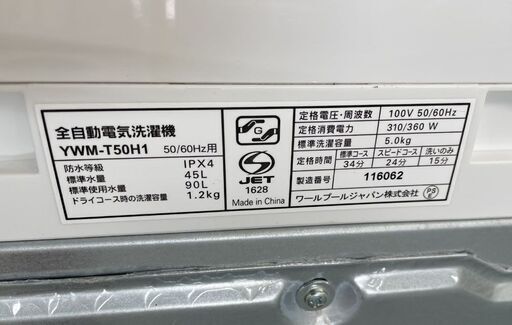 全自動電気洗濯機
YWM-T50H1 50/60Hz用
防水等級 IPX4
標準水量 45L
標準使用水量 90L
ドライコース時の洗濯容量 1.2kg
G
JET
1628
Made in China
定格電圧・周波数 100V 50/60Hz
定格消費電力 310/360 W
標準洗濯容量 5.0kg
定格時間 標準コース スピードコース 洗いのみ
34分 24分 15分
製造番号 116062
ワールプールジャパン株式会社
PS
E